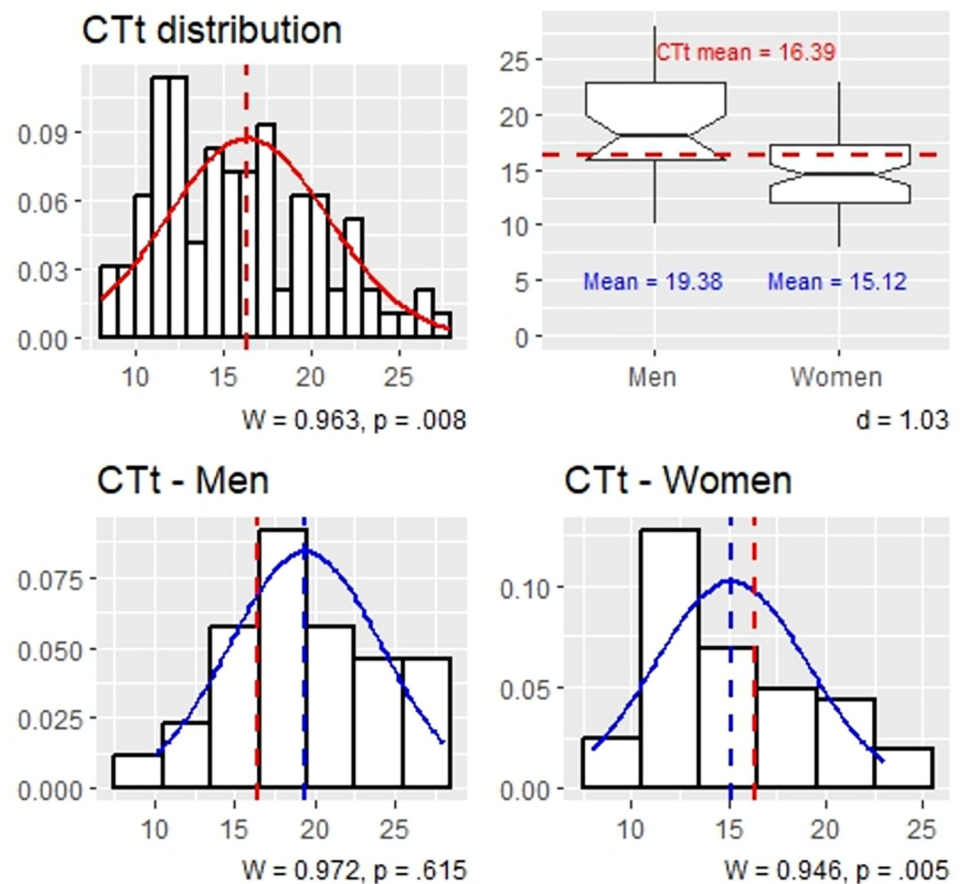 CTt distribution
0.09
0.06
0.03
0.00
10 15 20 25
W = 0.963, p = .008
25
20
15
10
5
0
CTt mean = 16.39
Mean = 19.38 Mean = 15.12
Men Women
d = 1.03
CTt - Men
0.075
0.050
0.025
0.000
10 15 20 25
W = 0.972, p = .615
CTt - Women
0.10
0.05
0.00
10 15 20 25
W = 0.946, p = .005